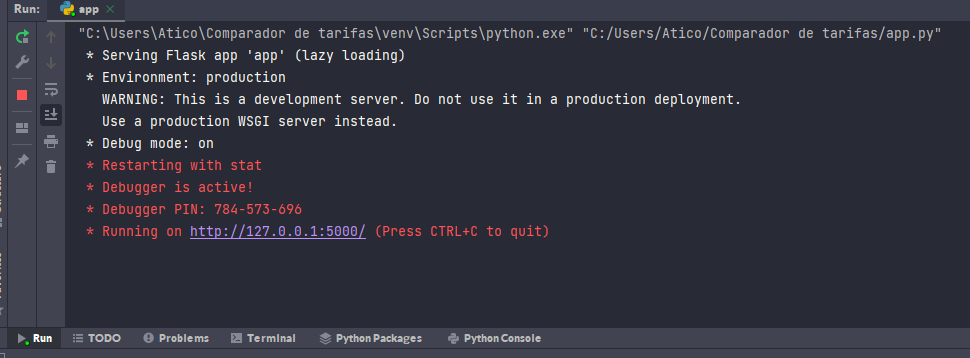 Run: app
"C:\Users\Atico\Comparador de tarifas\venv\Scripts\python.exe" "C:/Users/Atico/Comparador de tarifas/app.py"
* Serving Flask app 'app' (lazy loading)
* Environment: production
WARNING: This is a development server. Do not use it in a production deployment.
Use a production WSGI server instead.
* Debug mode: on
* Restarting with stat
* Debugger is active!
* Debugger PIN: 784-573-696
* Running on http://127.0.0.1:5000/ (Press CTRL+C to quit)
Run TODO Problems Terminal Python Packages Python Console